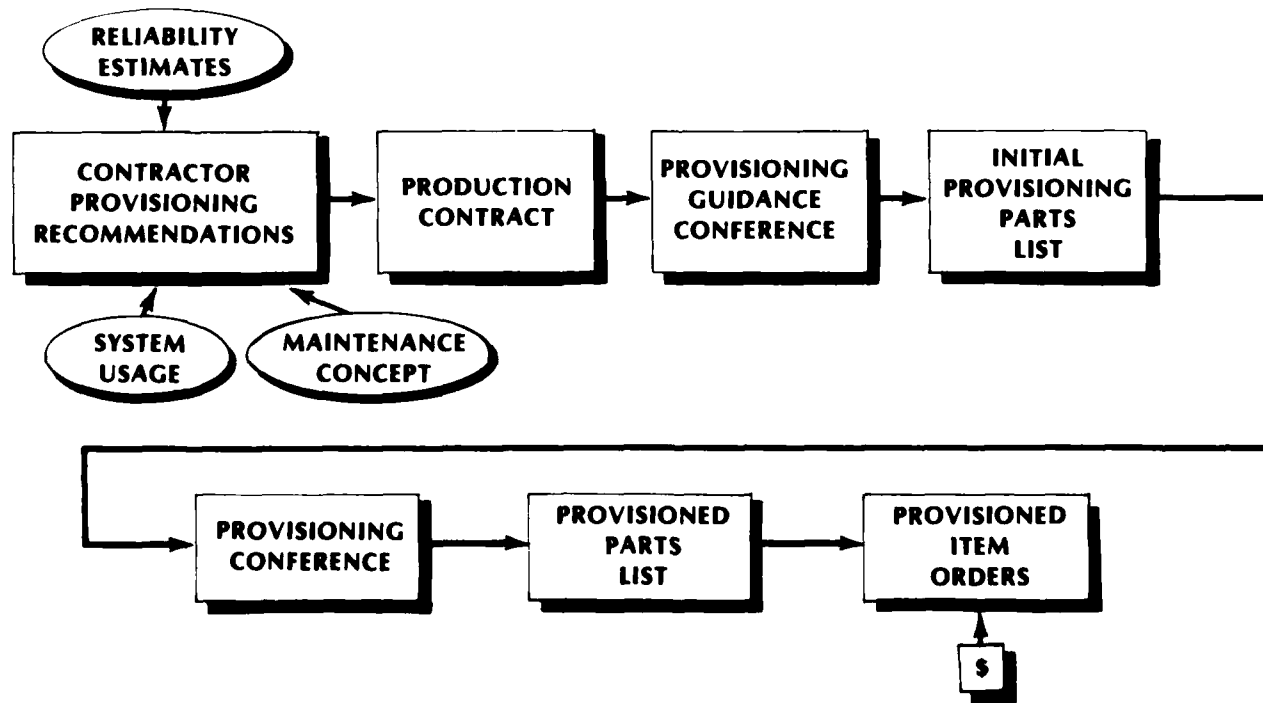 RELIABILITY
ESTIMATES
CONTRACTOR
PROVISIONING
RECOMMENDATIONS
PRODUCTION
CONTRACT
PROVISIONING
GUIDANCE
CONFERENCE
INITIAL
PROVISIONING
PARTS
LIST
SYSTEM
USAGE
MAINTENANCE
CONCEPT
PROVISIONING
CONFERENCE
PROVISIONED
PARTS
LIST
PROVISIONED
ITEM
ORDERS
$